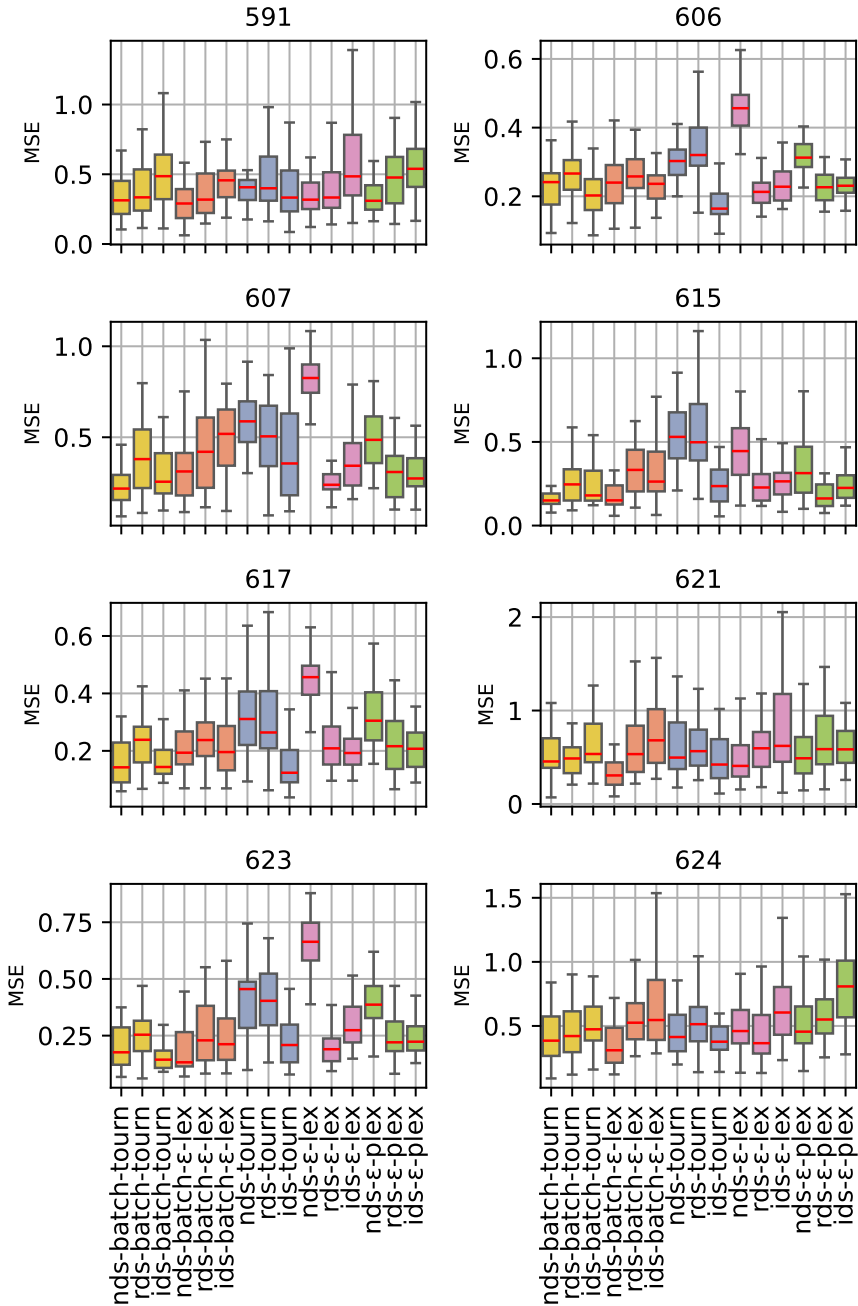 591
606
MSE
1.0
0.5
0.0
MSE
0.6
0.4
0.2
607
615
MSE
1.0
0.5
MSE
1.0
0.5
0.0
617
621
MSE
0.6
0.4
0.2
MSE
2
1
0
623
624
MSE
0.75
0.50
0.25
MSE
1.5
1.0
0.5
nds-batch-tourn
rds-batch-tourn
ids-batch-tourn
nds-batch-ε-lex
rds-batch-ε-lex
ids-batch-ε-lex
nds-tourn
rds-tourn
ids-tourn
nds-ε-lex
rds-ε-lex
ids-ε-lex
nds-ε-plex
rds-ε-plex
ids-ε-plex
nds-batch-tourn
rds-batch-tourn
ids-batch-tourn
nds-batch-ε-lex
rds-batch-ε-lex
ids-batch-ε-lex
nds-tourn
rds-tourn
ids-tourn
nds-ε-lex
rds-ε-lex
ids-ε-lex
nds-ε-plex
rds-ε-plex
ids-ε-plex